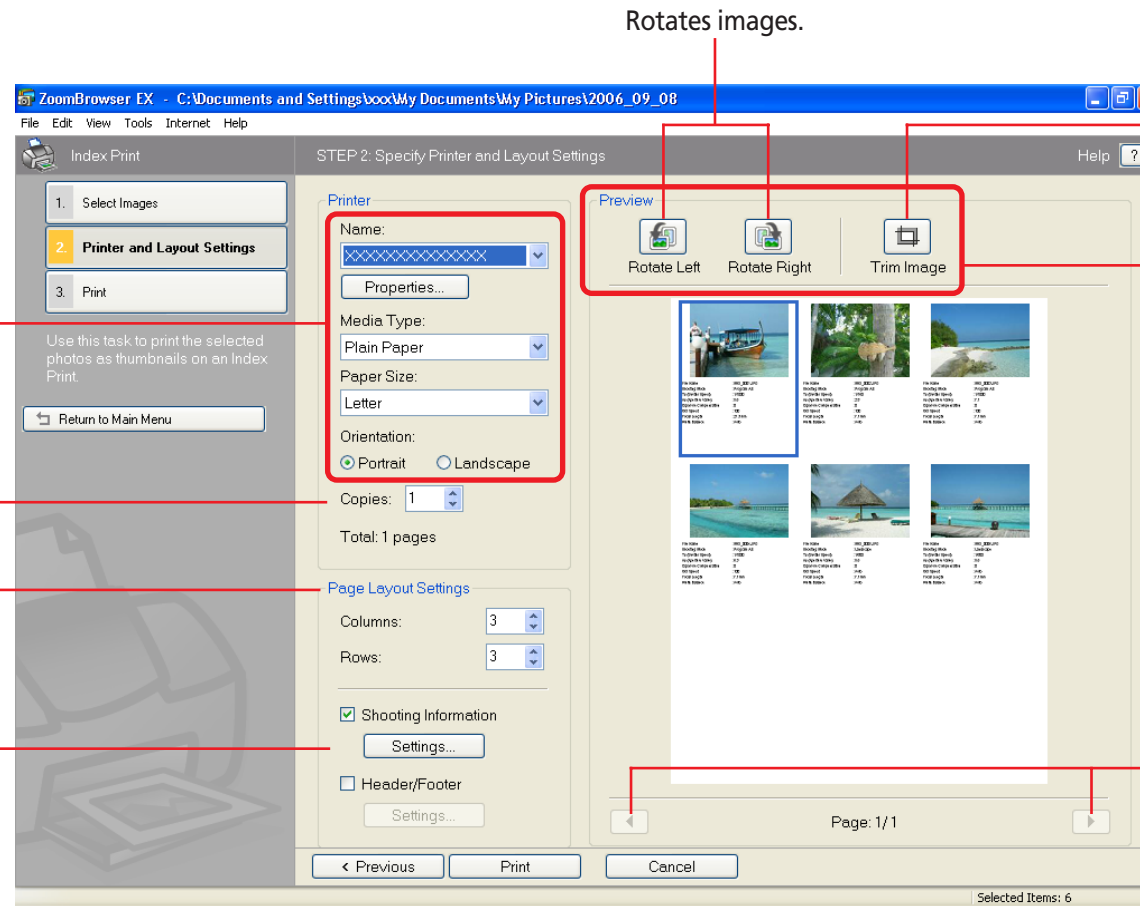 Rotates images.
ZoomBrowser EX - C:\Documents and Settings\xxx\My Documents\My Pictures\2006_09_08
File Edit View Tools Internet Help
Index Print
STEP 2: Specify Printer and Layout Settings
Help ?
1. Select Images
2. Printer and Layout Settings
3. Print
Use this task to print the selected
photos as thumbnails on an Index
Print.
Return to Main Menu
Printer
Name:
XXXXXXXXXXXXXX
Properties...
Media Type:
Plain Paper
Paper Size:
Letter
Orientation:
Portrait Landscape
Copies: 1
Total: 1 pages
Page Layout Settings
Columns: 3
Rows: 3
Shooting Information
Settings...
Header/Footer
Settings...
Preview
Rotate Left Rotate Right Trim Image
Page: 1/1
< Previous Print Cancel
Selected Items: 6